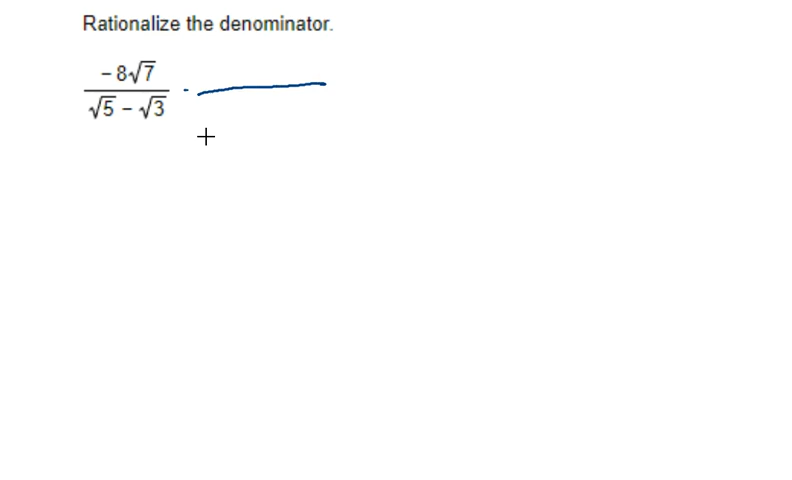 Rationalize the denominator.
-8√7
√5 - √3